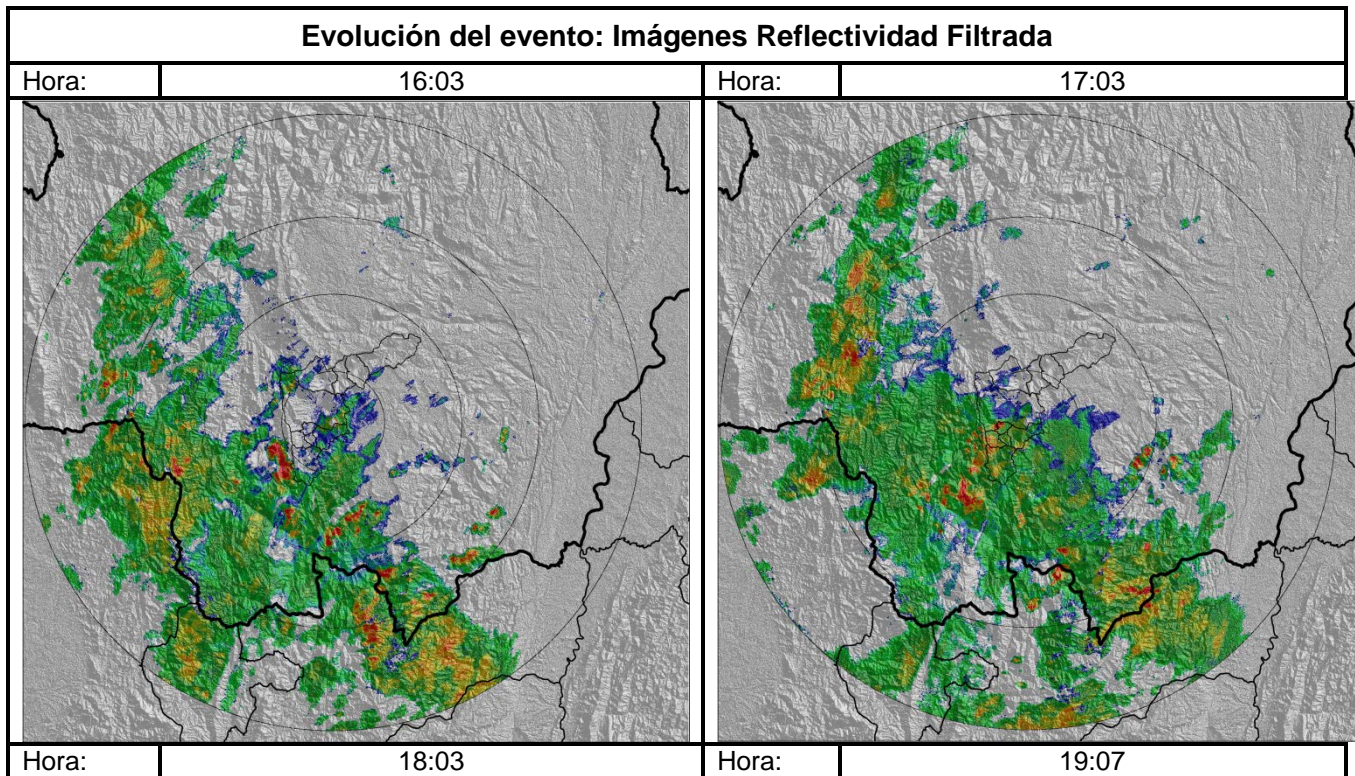 Evolución del evento: Imágenes Reflectividad Filtrada
Hora: 16:03 Hora: 17:03
Hora: 18:03 Hora: 19:07